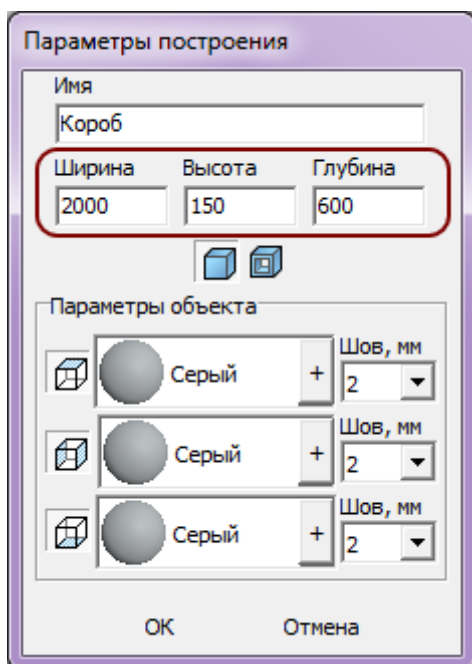 Параметры построения
Имя
Короб
Ширина Высота Глубина
2000 150 600
Параметры объекта
Шов, мм
Серый + 2
Шов, мм
Серый + 2
Шов, мм
Серый + 2
ОК Отмена